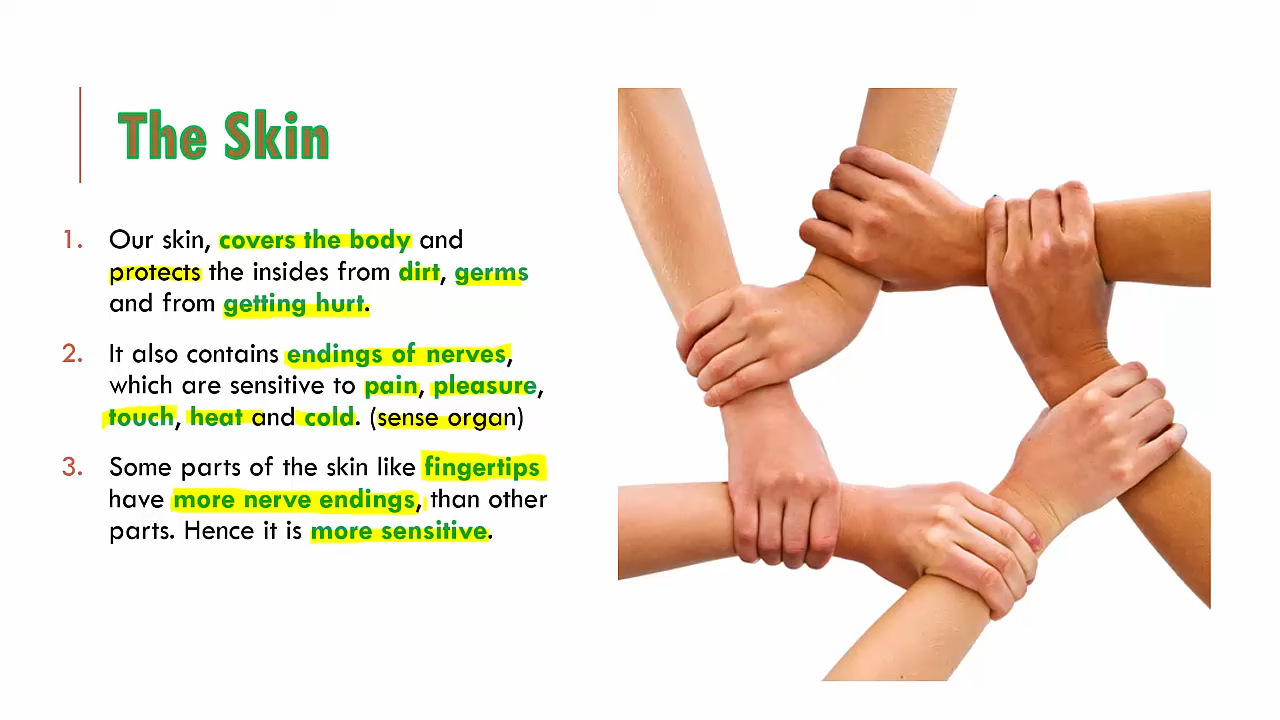 The Skin
1. Our skin, covers the body and
protects the insides from dirt, germs
and from getting hurt.
2. It also contains endings of nerves,
which are sensitive to pain, pleasure,
touch, heat and cold. (sense organ)
3. Some parts of the skin like fingertips
have more nerve endings, than other
parts. Hence it is more sensitive.